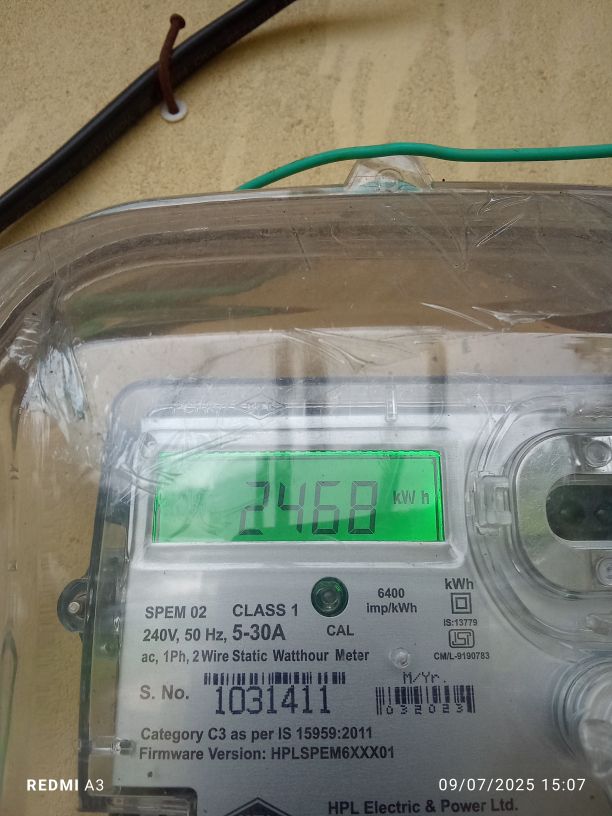 2468 kWh
6400
imp/kWh
kWh
IS:13779
CM/L-9190783
SPEM 02 CLASS 1
240V, 50 Hz, 5-30A
CAL
ac, 1Ph, 2 Wire Static Watthour Meter
M/Yr.
S. No. 1031411
032023
Category C3 as per IS 15959:2011
Firmware Version: HPLSPEM6XXX01
HPL Electric & Power Ltd.
REDMI A3
09/07/2025 15:07